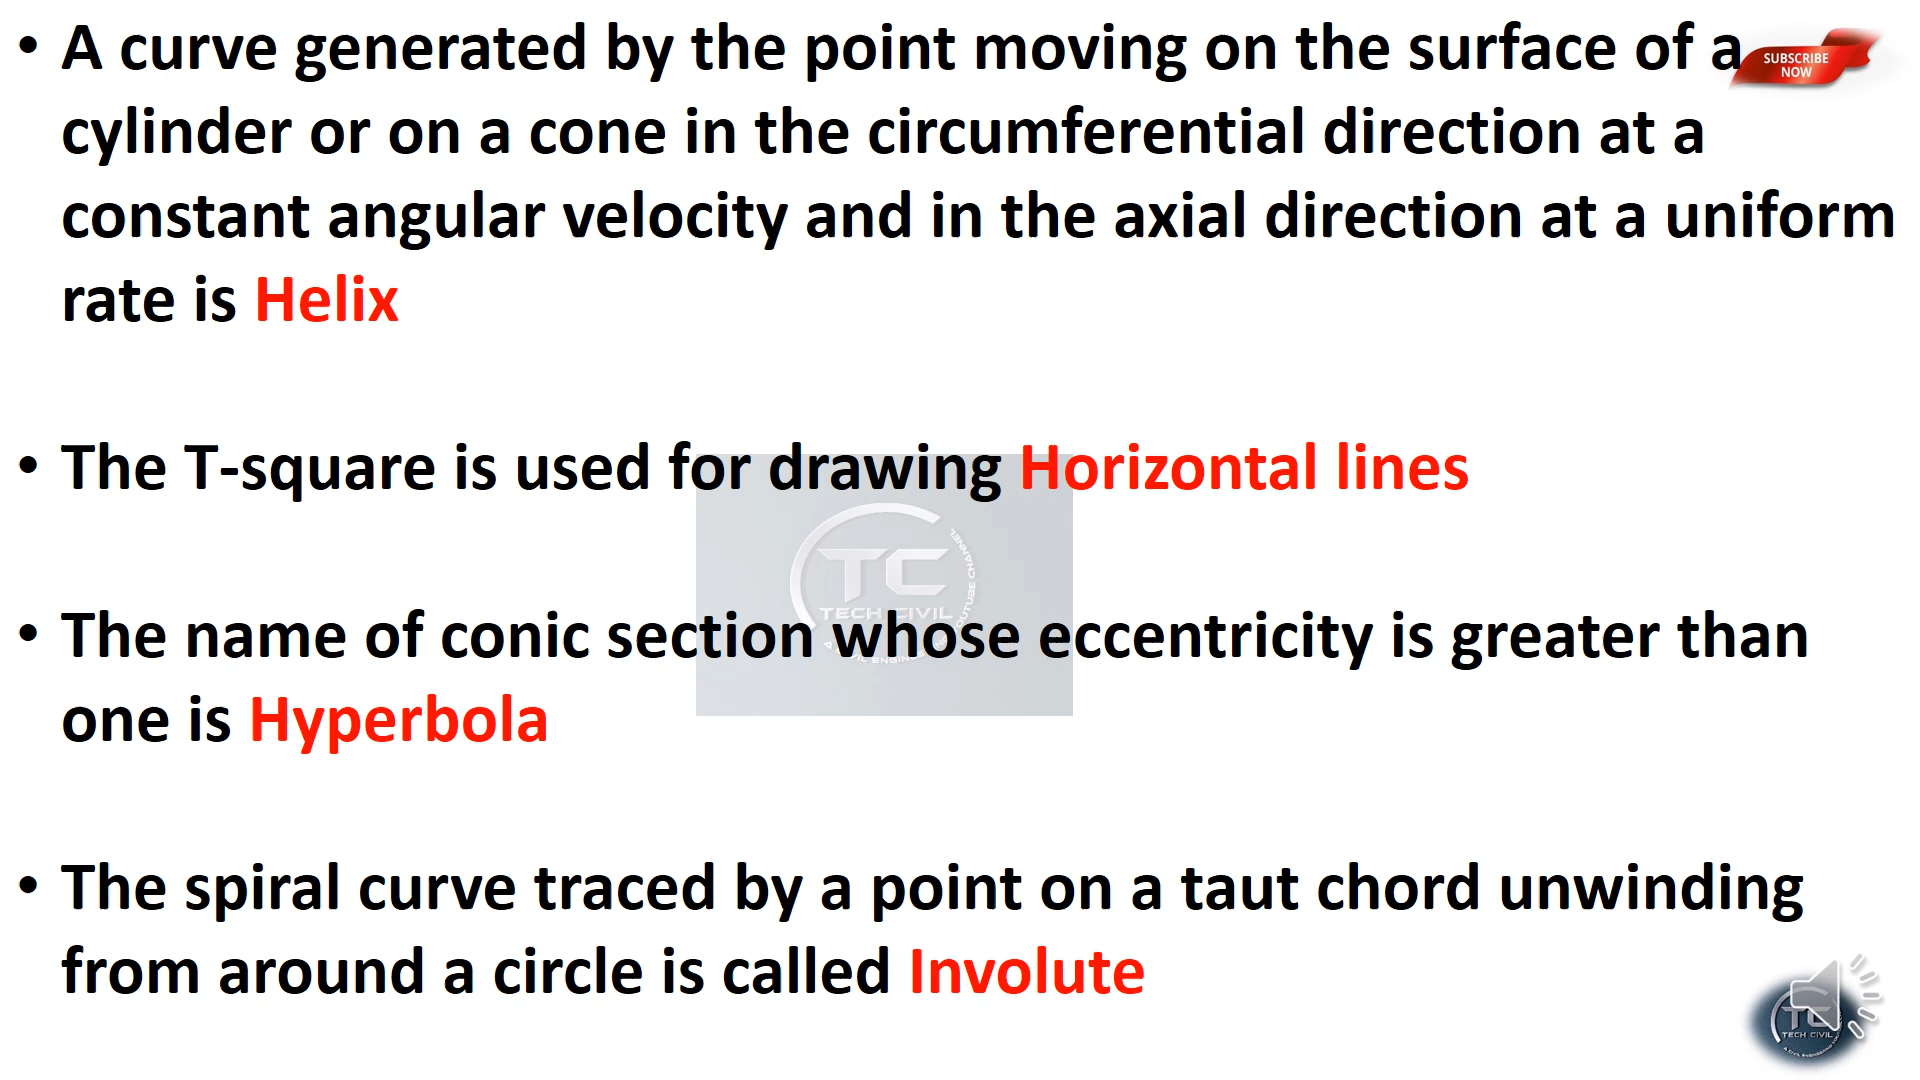 • A curve generated by the point moving on the surface of a
SUBSCRIBE
NOW
cylinder or on a cone in the circumferential direction at a
constant angular velocity and in the axial direction at a uniform
rate is Helix
• The T-square is used for drawing Horizontal lines
TC
TECH CIVIL
• The name of conic section whose eccentricity is greater than
one is Hyperbola
• The spiral curve traced by a point on a taut chord unwinding
from around a circle is called Involute
TC
TECH CIVIL